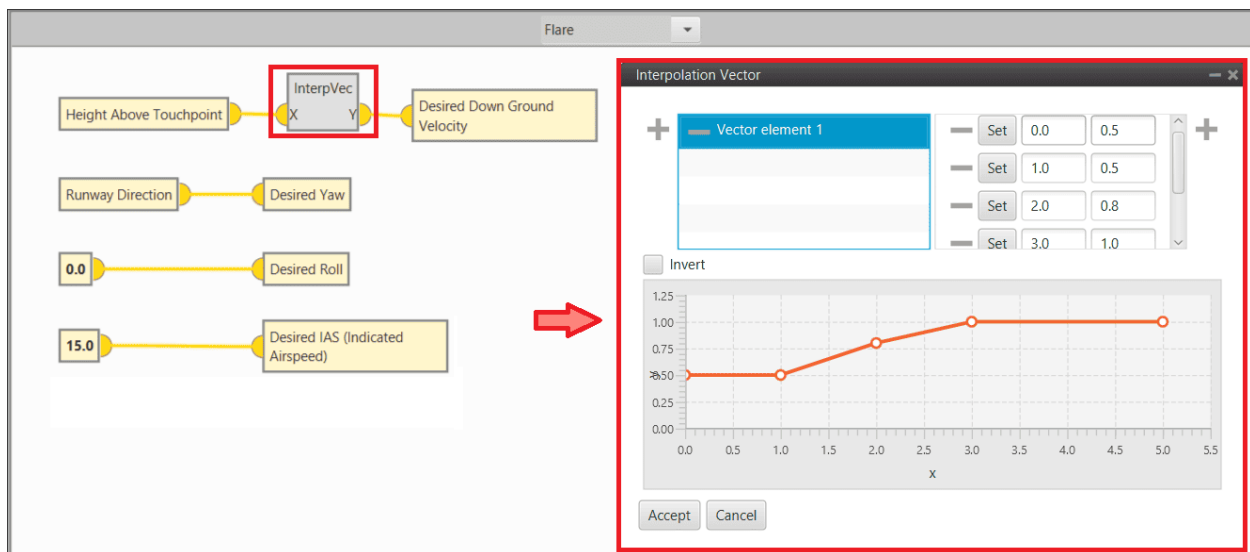 Flare
InterpVec
X Y
Height Above Touchpoint
Desired Down Ground
Velocity
Runway Direction
Desired Yaw
0.0
Desired Roll
15.0
Desired IAS (Indicated
Airspeed)
Interpolation Vector
Vector element 1
Set 0.0 0.5
Set 1.0 0.5
Set 2.0 0.8
Set 3.0 1.0
Invert
1.25
1.00
0.75
0.50
0.25
0.00
y
0.0 0.5 1.0 1.5 2.0 2.5 3.0 3.5 4.0 4.5 5.0 5.5
x
Accept Cancel